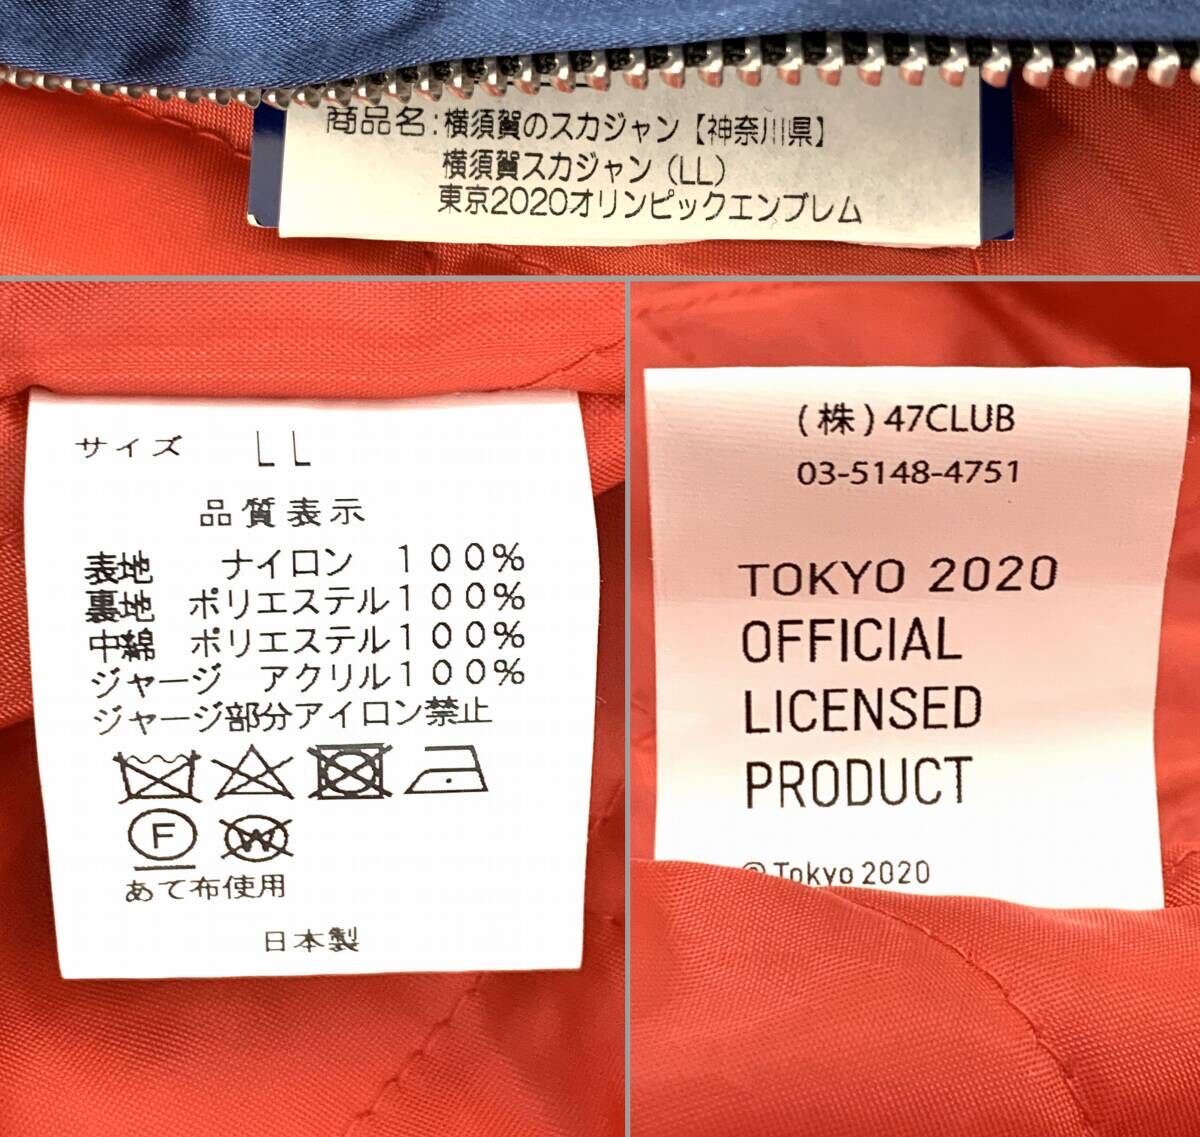 商品名:横須賀のスカジャン【神奈川県】
横須賀スカジャン(LL)
東京2020オリンピックエンブレム
サイズ LL
品質表示
表地 ナイロン 100%
裏地 ポリエステル100%
中綿 ポリエステル100%
ジャージ アクリル100%
ジャージ部分アイロン禁止
F W
あて布使用
日本製
(株)47CLUB
03-5148-4751
TOKYO 2020
OFFICIAL
LICENSED
PRODUCT
© Tokyo 2020